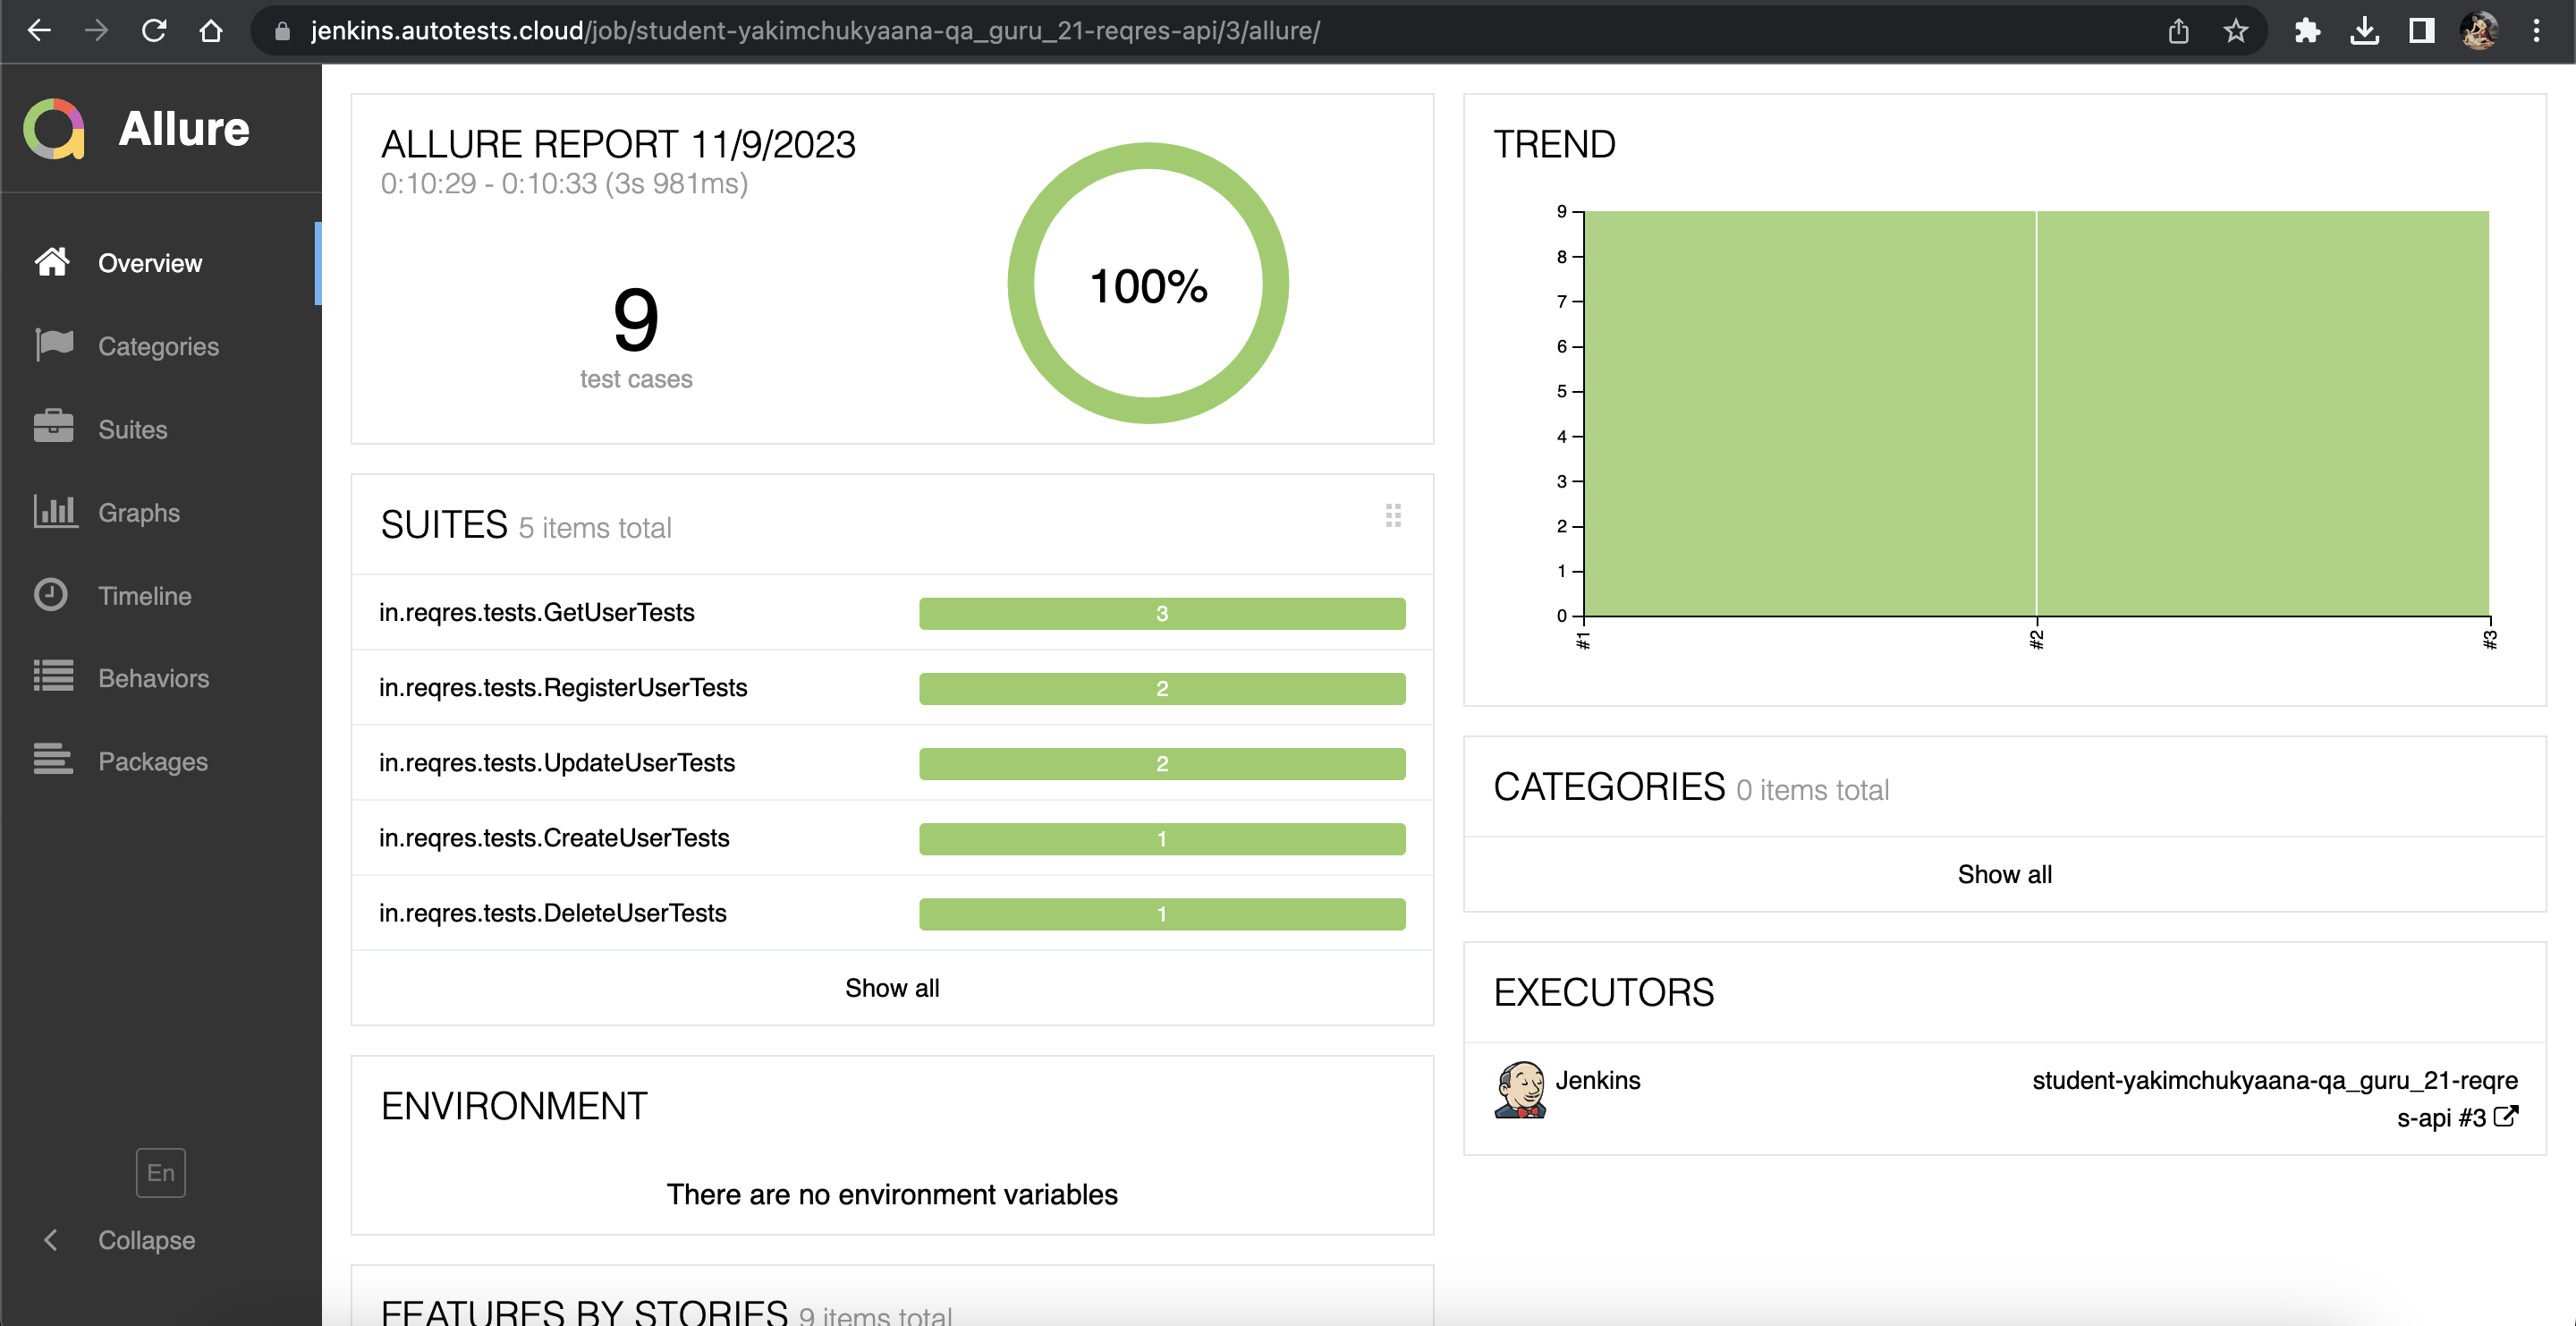 jenkins.autotests.cloud/job/student-yakimchukyaana-qa_guru_21-reqres-api/3/allure/
Allure
Overview
Categories
Suites
Graphs
Timeline
Behaviors
Packages
En
Collapse
ALLURE REPORT 11/9/2023
0:10:29 - 0:10:33 (3s 981ms)
9
test cases
100%
SUITES 5 items total
in.reqres.tests.GetUserTests 3
in.reqres.tests.RegisterUserTests 2
in.reqres.tests.UpdateUserTests 2
in.reqres.tests.CreateUserTests 1
in.reqres.tests.DeleteUserTests 1
Show all
ENVIRONMENT
There are no environment variables
FEATURES BY STORIES 9 items total
TREND
9
8
7
6
5
4
3
2
1
0
#1 #2 #3
CATEGORIES 0 items total
Show all
EXECUTORS
Jenkins
student-yakimchukyaana-qa_guru_21-reqre
s-api #3